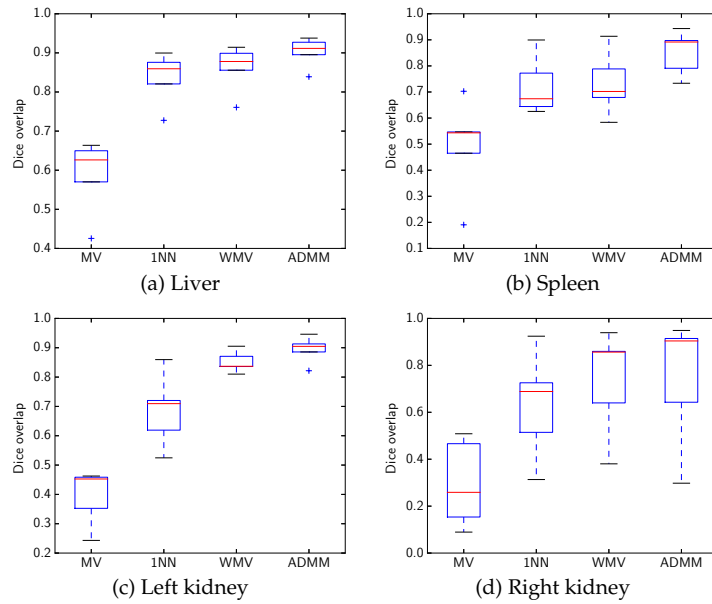 1.0
0.9
0.8
0.7
0.6
0.5
0.4
Dice overlap
MV 1NN WMV ADMM
(a) Liver
1.0
0.9
0.8
0.7
0.6
0.5
0.4
0.3
0.2
0.1
Dice overlap
MV 1NN WMV ADMM
(b) Spleen
1.0
0.9
0.8
0.7
0.6
0.5
0.4
0.3
0.2
Dice overlap
MV 1NN WMV ADMM
(c) Left kidney
1.0
0.8
0.6
0.4
0.2
0.0
Dice overlap
MV 1NN WMV ADMM
(d) Right kidney